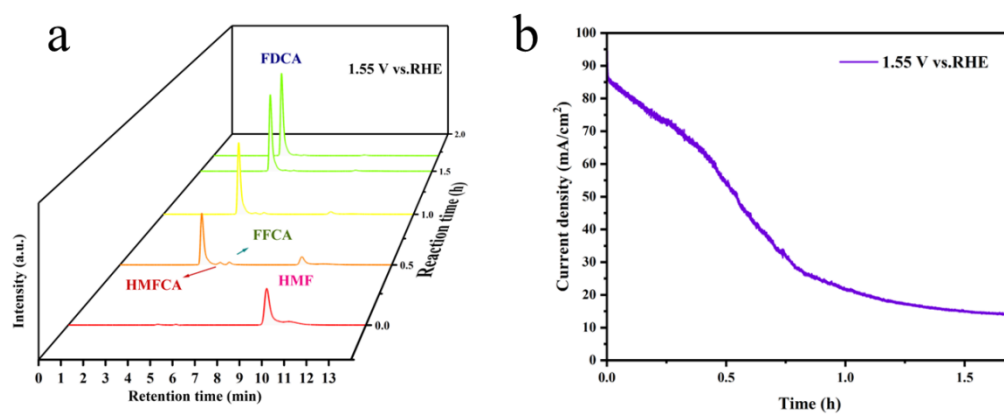 a
FDCA
1.55 V vs.RHE
2.0
1.5
1.0
0.5
0.0
Reaction time (h)
FFCA
HMFCA
HMF
Intensity (a.u.)
0 1 2 3 4 5 6 7 8 9 10 11 12 13
Retention time (min)
b
1.55 V vs.RHE
100
90
80
70
60
50
40
30
20
10
0
Current density (mA/cm²)
0.0 0.5 1.0 1.5
Time (h)